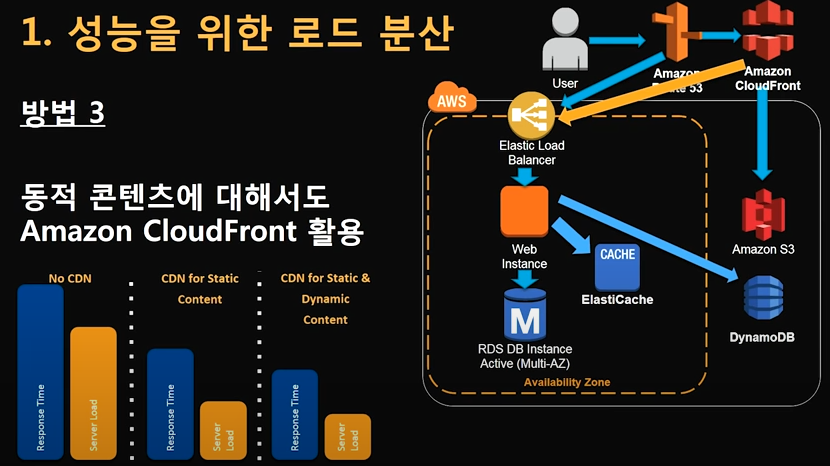 1. 성능을 위한 로드 분산
방법 3
동적 콘텐츠에 대해서도
Amazon CloudFront 활용
No CDN
CDN for Static
Content
CDN for Static &
Dynamic
Content
Response Time
Server Load
Response Time
Server
Load
Response Time
Server
Load
User
Amazon
53
Amazon
CloudFront
AWS
Elastic Load
Balancer
Web
Instance
CACHE
ElastiCache
Amazon S3
DynamoDB
M
RDS DB Instance
Active (Multi-AZ)
Availability Zone